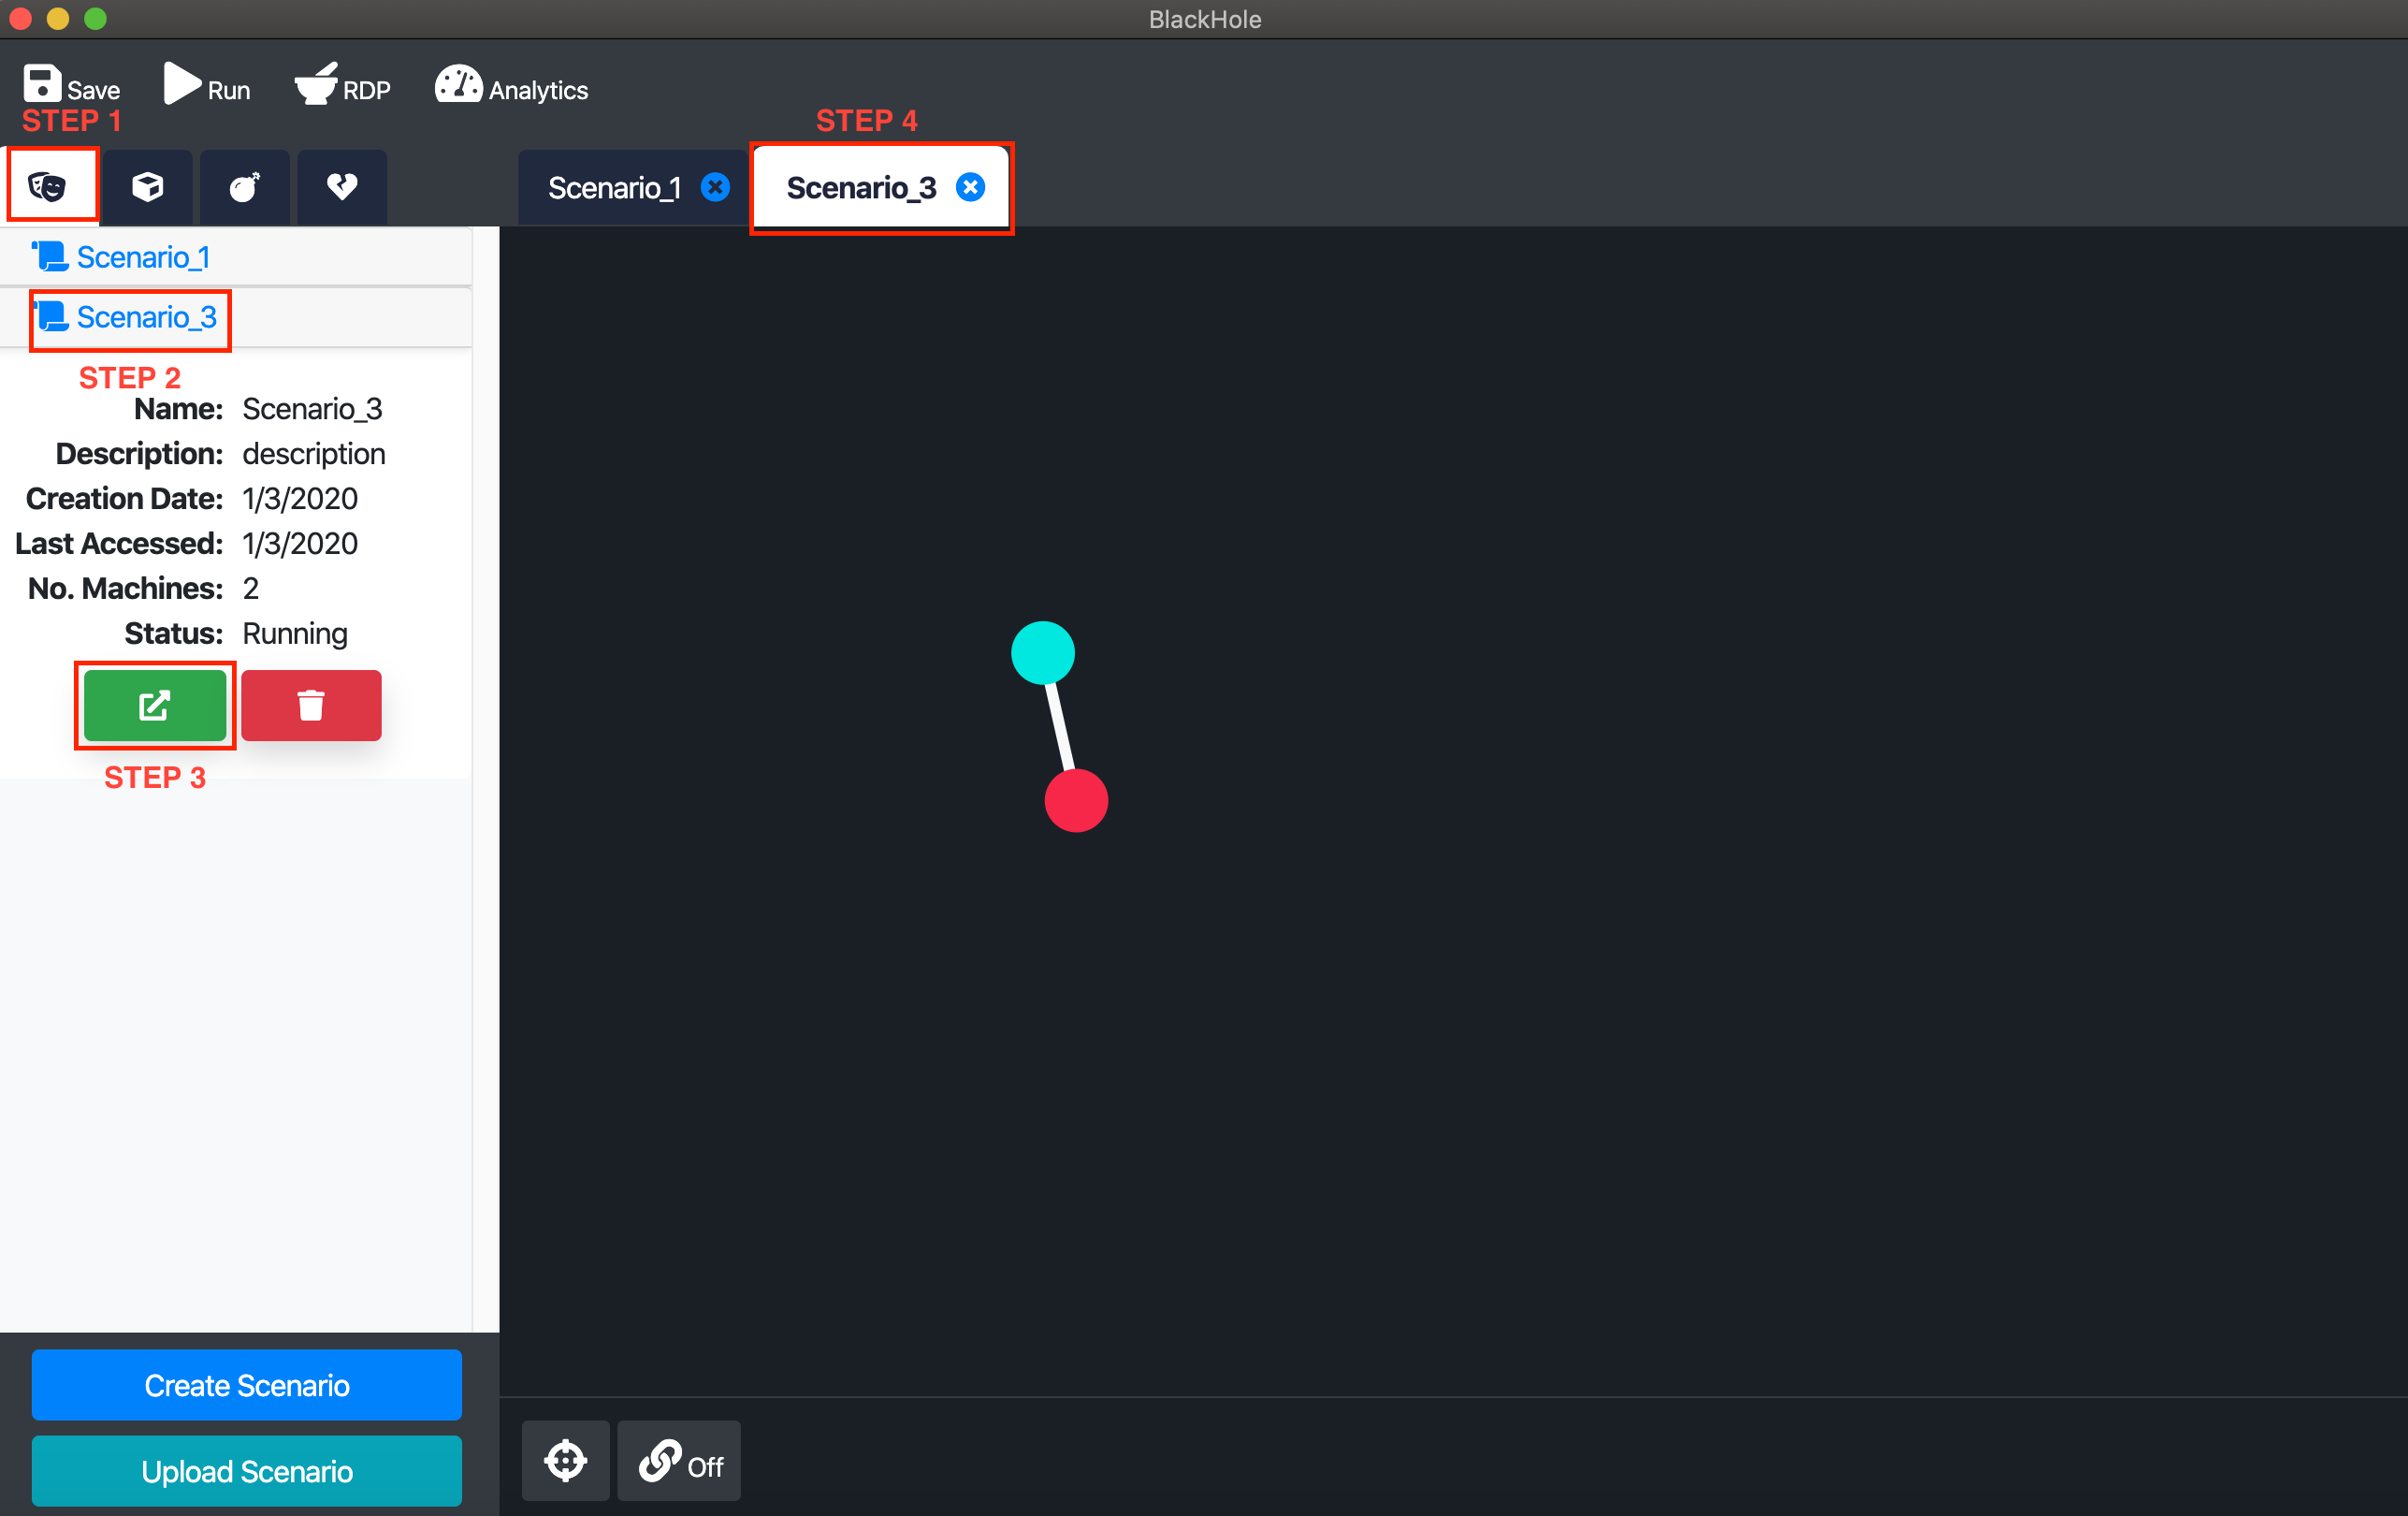 BlackHole
Save Run RDP Analytics
STEP 1
STEP 4
Scenario_1 Scenario_3
Scenario_1
Scenario_3
STEP 2
Name: Scenario_3
Description: description
Creation Date: 1/3/2020
Last Accessed: 1/3/2020
No. Machines: 2
Status: Running
STEP 3
Create Scenario
Upload Scenario
Off